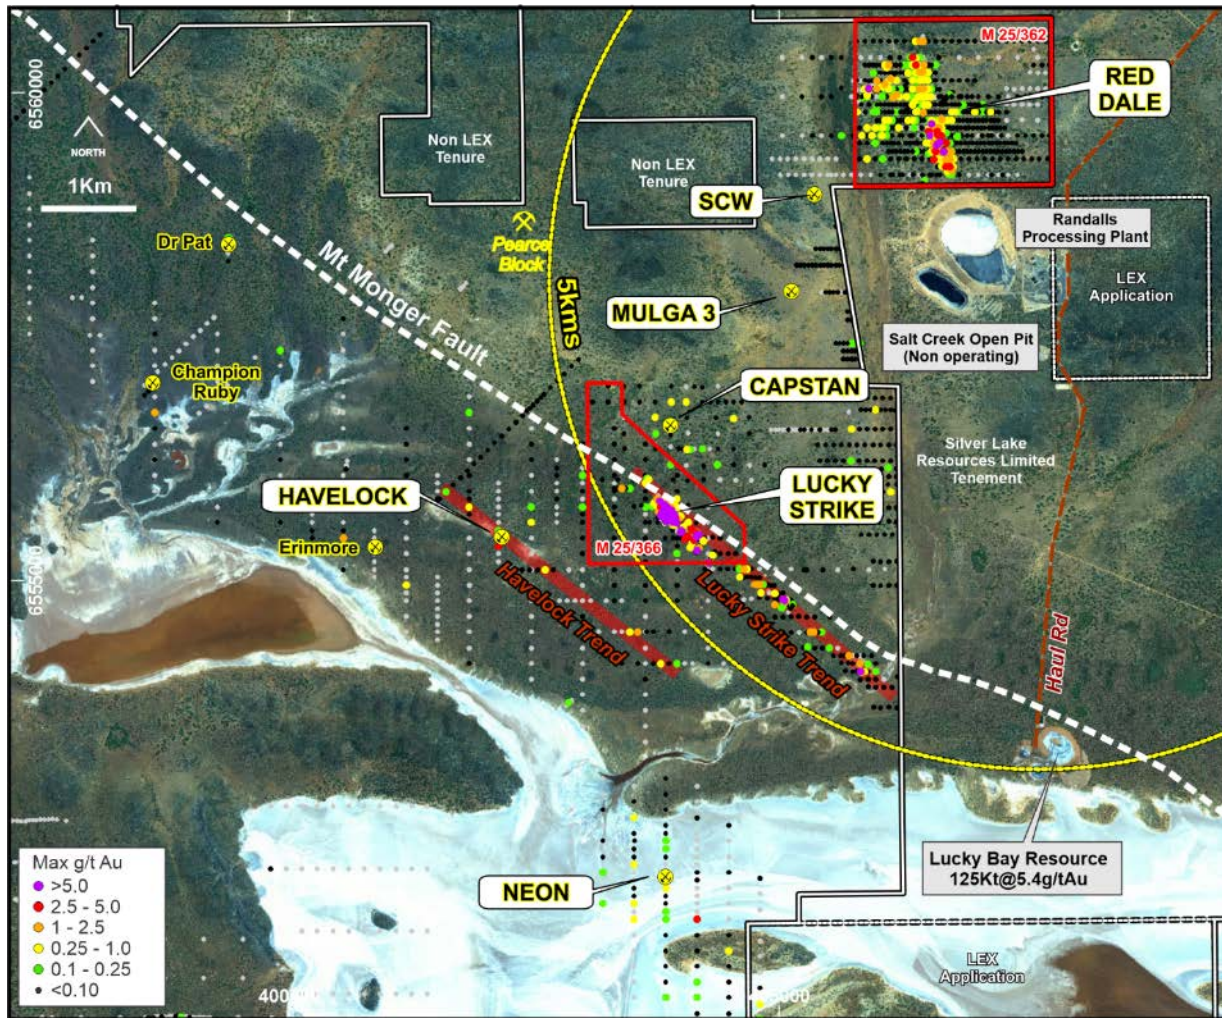 M 25/362
RED
DALE
6560000
NORTH
1Km
Non LEX
Tenure
Non LEX
Tenure
SCW
Randalls
Processing Plant
Dr Pat
Pearce
Block
Mt Monger Fault
5kms
LEX
Application
MULGA 3
Salt Creek Open Pit
(Non operating)
Champion
Ruby
CAPSTAN
Silver Lake
Resources Limited
Tenement
HAVELOCK
LUCKY
STRIKE
Erinmore
M 25/366
6555000
Havelock Trend
Lucky Strike Trend
Haul Rd
Max g/t Au
>5.0
2.5 - 5.0
1 - 2.5
0.25 - 1.0
0.1 - 0.25
<0.10
NEON
Lucky Bay Resource
125Kt@5.4g/tAu
LEX
Application